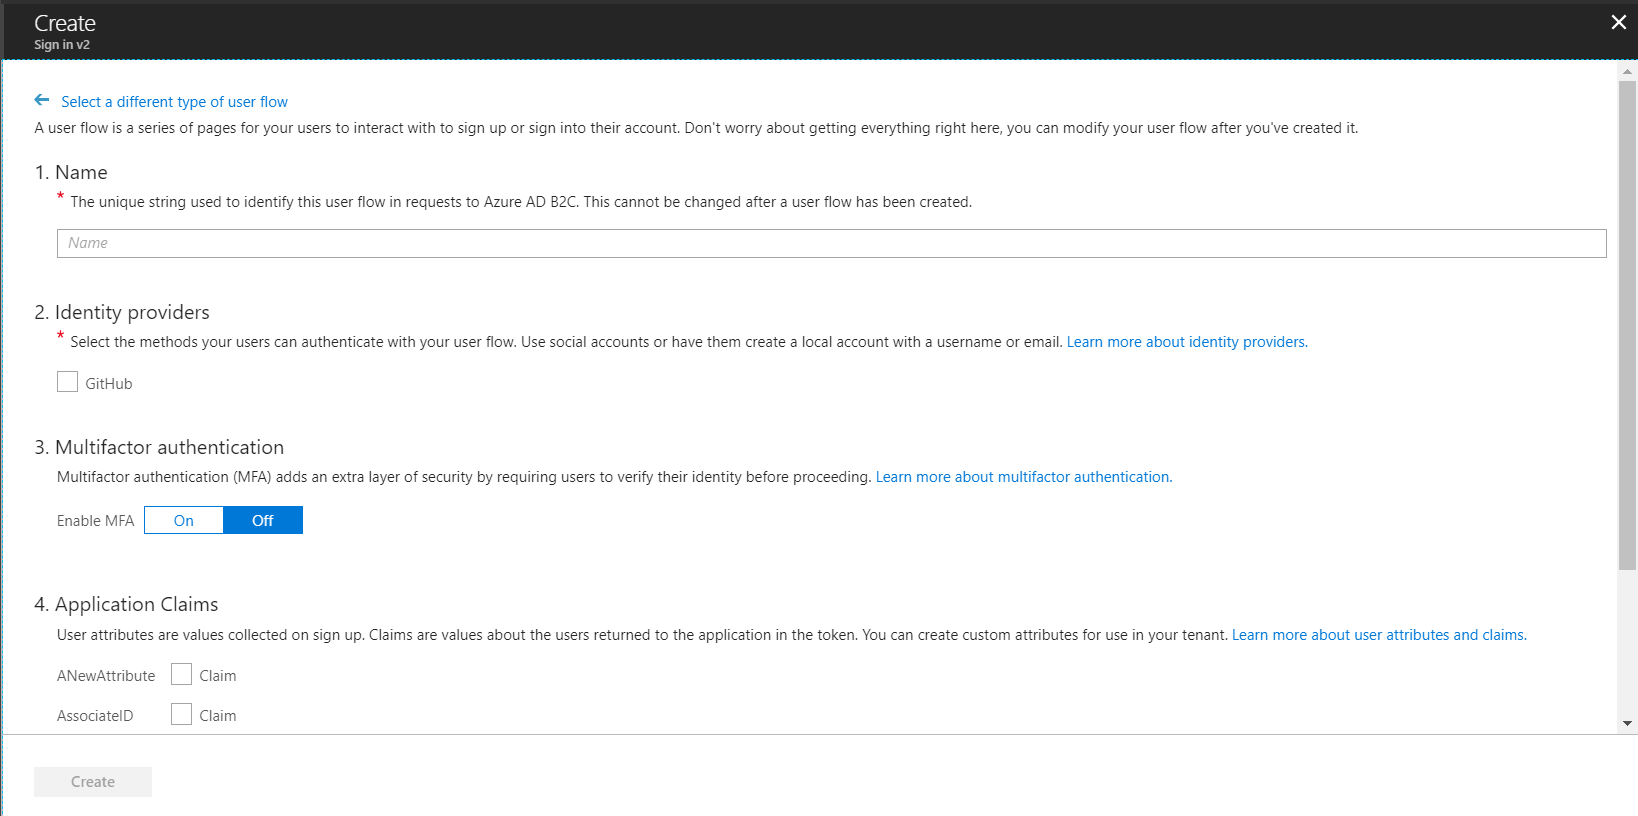 Create
Sign in v2
Select a different type of user flow
A user flow is a series of pages for your users to interact with to sign up or sign into their account. Don't worry about getting everything right here, you can modify your user flow after you've created it.
1. Name
* The unique string used to identify this user flow in requests to Azure AD B2C. This cannot be changed after a user flow has been created.
Name
2. Identity providers
* Select the methods your users can authenticate with your user flow. Use social accounts or have them create a local account with a username or email. Learn more about identity providers.
GitHub
3. Multifactor authentication
Multifactor authentication (MFA) adds an extra layer of security by requiring users to verify their identity before proceeding. Learn more about multifactor authentication.
Enable MFA On Off
4. Application Claims
User attributes are values collected on sign up. Claims are values about the users returned to the application in the token. You can create custom attributes for use in your tenant. Learn more about user attributes and claims.
ANewAttribute Claim
AssociateID Claim
Create